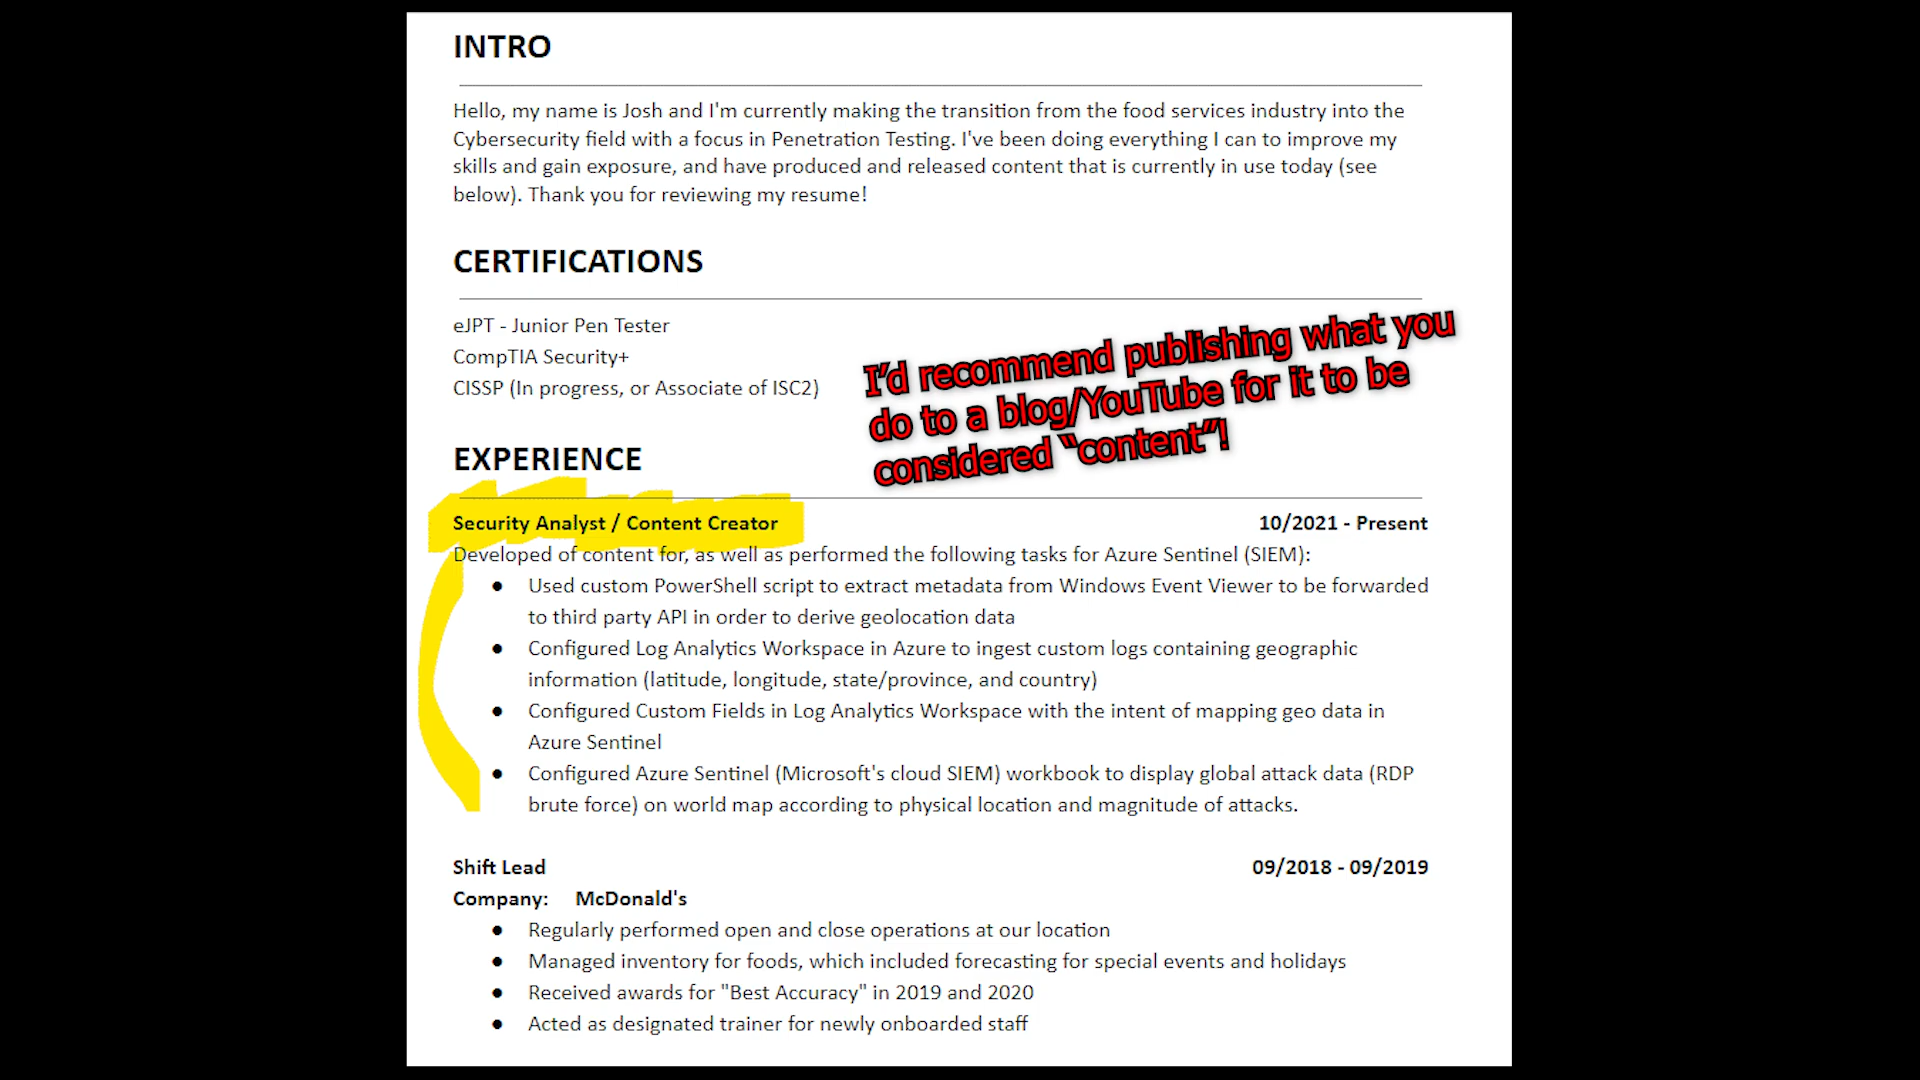 INTRO
Hello, my name is Josh and I'm currently making the transition from the food services industry into the
Cybersecurity field with a focus in Penetration Testing. I've been doing everything I can to improve my
skills and gain exposure, and have produced and released content that is currently in use today (see
below). Thank you for reviewing my resume!
CERTIFICATIONS
eJPT - Junior Pen Tester
CompTIA Security+
CISSP (In progress, or Associate of ISC2)
I'd recommend publishing what you
do to a blog/YouTube for it to be
considered “content”!
EXPERIENCE
Security Analyst / Content Creator 10/2021 - Present
Developed of content for, as well as performed the following tasks for Azure Sentinel (SIEM):
● Used custom PowerShell script to extract metadata from Windows Event Viewer to be forwarded
to third party API in order to derive geolocation data
● Configured Log Analytics Workspace in Azure to ingest custom logs containing geographic
information (latitude, longitude, state/province, and country)
● Configured Custom Fields in Log Analytics Workspace with the intent of mapping geo data in
Azure Sentinel
● Configured Azure Sentinel (Microsoft's cloud SIEM) workbook to display global attack data (RDP
brute force) on world map according to physical location and magnitude of attacks.
Shift Lead 09/2018 - 09/2019
Company: McDonald's
● Regularly performed open and close operations at our location
● Managed inventory for foods, which included forecasting for special events and holidays
● Received awards for "Best Accuracy" in 2019 and 2020
● Acted as designated trainer for newly onboarded staff